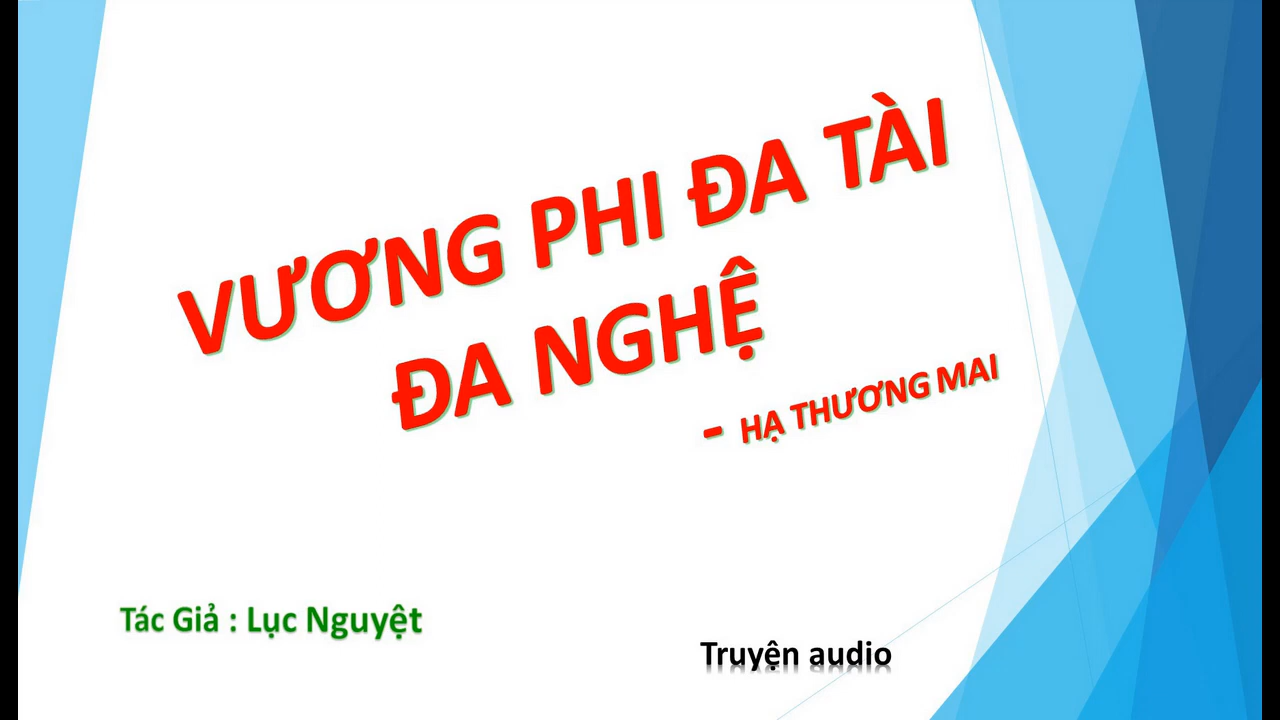 VƯƠNG PHI ĐA TÀI
ĐA NGHỆ
- HẠ THƯƠNG MAI
Tác Giả : Lục Nguyệt
Truyện audio